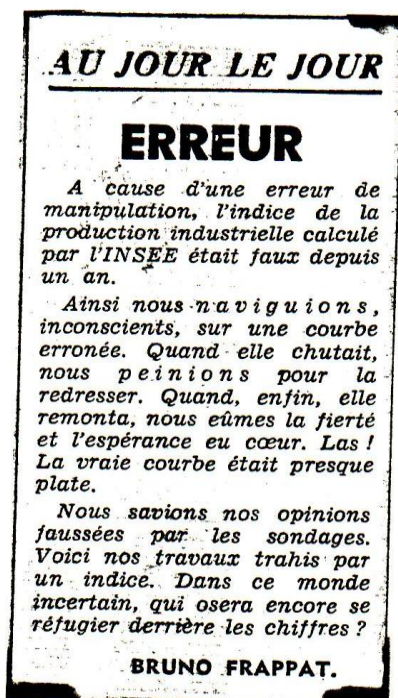 AU JOUR LE JOUR
ERREUR
A cause d'une erreur de
manipulation, l'indice de la
production industrielle calculé
par l'INSEE était faux depuis
un an.
Ainsi nous naviguions,
inconscients, sur une courbe
erronée. Quand elle chutait,
nous peinions pour la
redresser. Quand, enfin, elle
remonta, nous eûmes la fierté
et l'espérance eu cœur. Las !
La vraie courbe était presque
plate.
Nous savions nos opinions
faussées par les sondages.
Voici nos travaux trahis par
un indice. Dans ce monde
incertain, qui osera encore se
réfugier derrière les chiffres ?
BRUNO FRAPPAT.